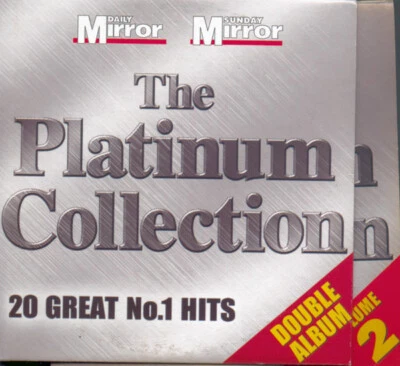 DAILY
Mirror
SUNDAY
Mirror
The
Platinum
Collection
20 GREAT No.1 HITS
DOUBLE
ALBUM
2